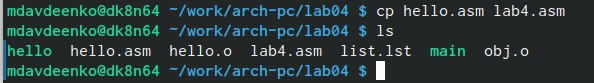 mdavdeenko@dk8n64 ~/work/arch-pc/lab04 $ cp hello.asm lab4.asm
mdavdeenko@dk8n64 ~/work/arch-pc/lab04 $ ls
hello  hello.asm  hello.o  lab4.asm  list.lst  main  obj.o
mdavdeenko@dk8n64 ~/work/arch-pc/lab04 $